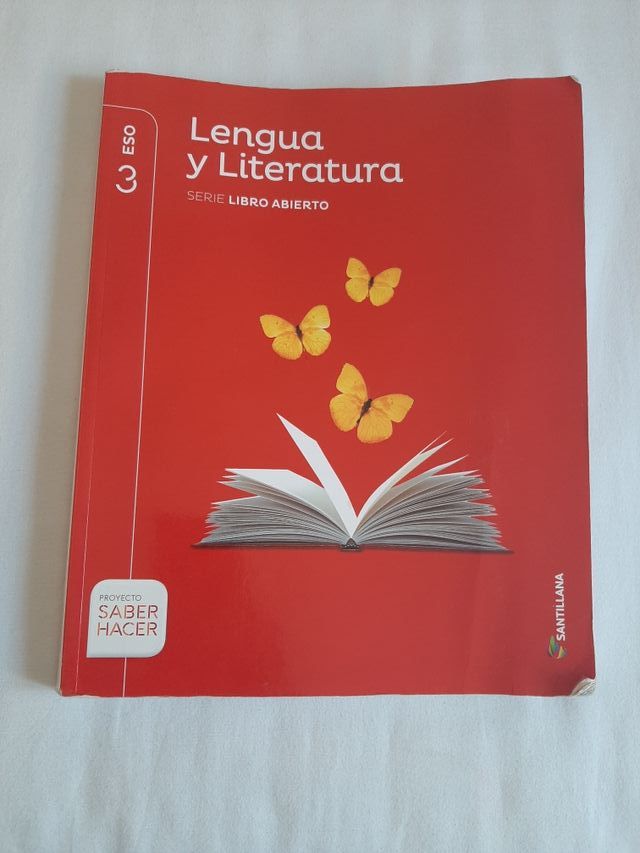 ESO
3
Lengua
y Literatura
SERIE LIBRO ABIERTO
PROYECTO
SABER
HACER
SANTILLANA